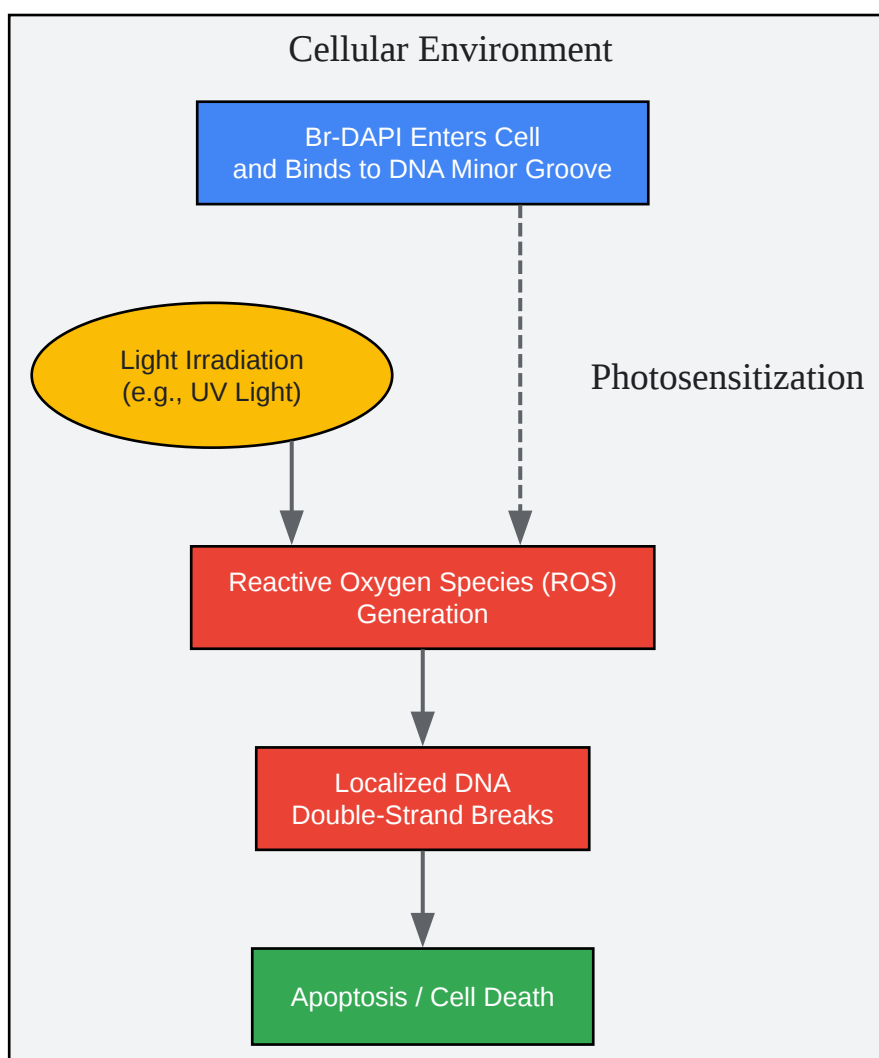 Cellular Environment
Br-DAPI Enters Cell
and Binds to DNA Minor Groove
Light Irradiation
(e.g., UV Light)
Photosensitization
Reactive Oxygen Species (ROS)
Generation
Localized DNA
Double-Strand Breaks
Apoptosis / Cell Death